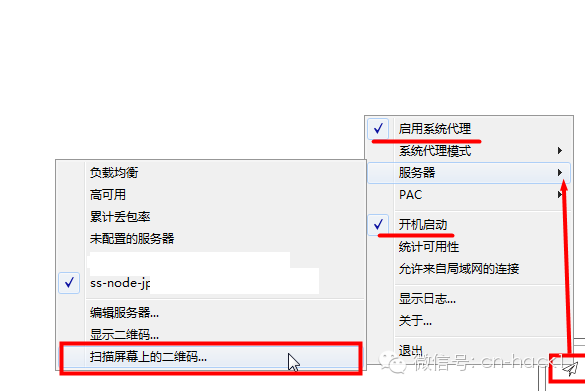 启用系统代理
系统代理模式
服务器
PAC
开机启动
统计可用性
允许来自局域网的连接
显示日志...
关于...
退出
负载均衡
高可用
累计丢包率
未配置的服务器
ss-node-jp
编辑服务器...
显示二维码...
扫描屏幕上的二维码...
微信号: cn-hack